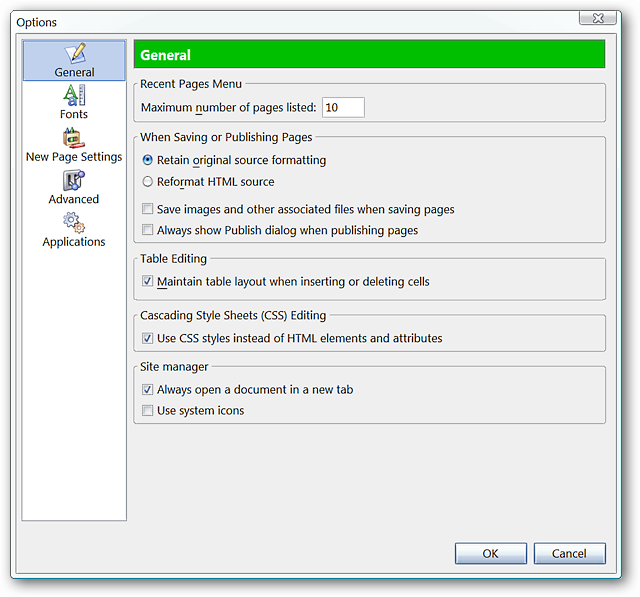 Options
General
Fonts
New Page Settings
Advanced
Applications
General
Recent Pages Menu
Maximum number of pages listed: 10
When Saving or Publishing Pages
Retain original source formatting
Reformat HTML source
Save images and other associated files when saving pages
Always show Publish dialog when publishing pages
Table Editing
Maintain table layout when inserting or deleting cells
Cascading Style Sheets (CSS) Editing
Use CSS styles instead of HTML elements and attributes
Site manager
Always open a document in a new tab
Use system icons
OK Cancel